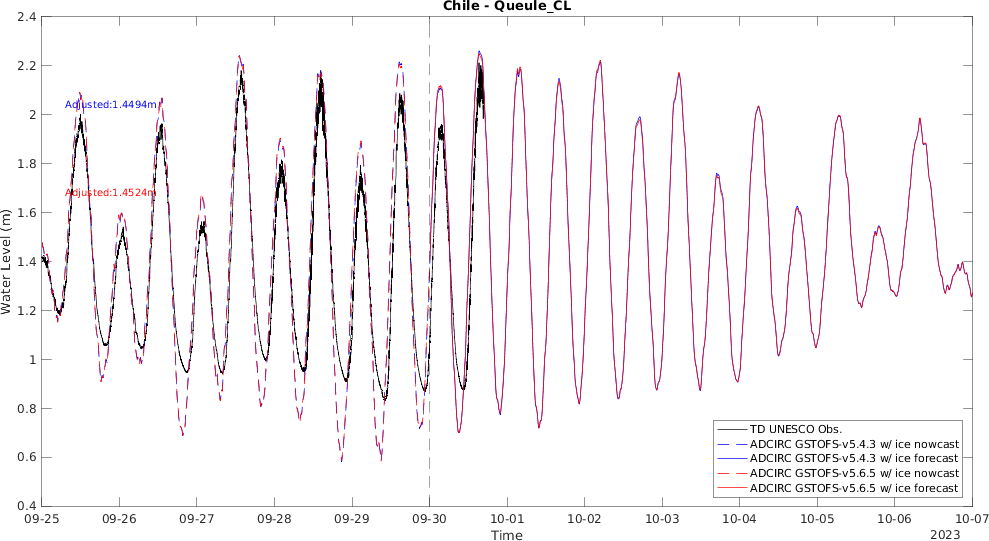 Chile - Queule_CL
2.4
2.2
2
1.8
1.6
1.4
1.2
1
0.8
0.6
0.4
Water Level (m)
Adjusted:1.4494m
Adjusted:1.4524m
TD UNESCO Obs.
ADCIRC GSTOFS-v5.4.3 w/ ice nowcast
ADCIRC GSTOFS-v5.4.3 w/ ice forecast
ADCIRC GSTOFS-v5.6.5 w/ ice nowcast
ADCIRC GSTOFS-v5.6.5 w/ ice forecast
09-25 09-26 09-27 09-28 09-29 09-30 10-01 10-02 10-03 10-04 10-05 10-06 10-07
Time
2023